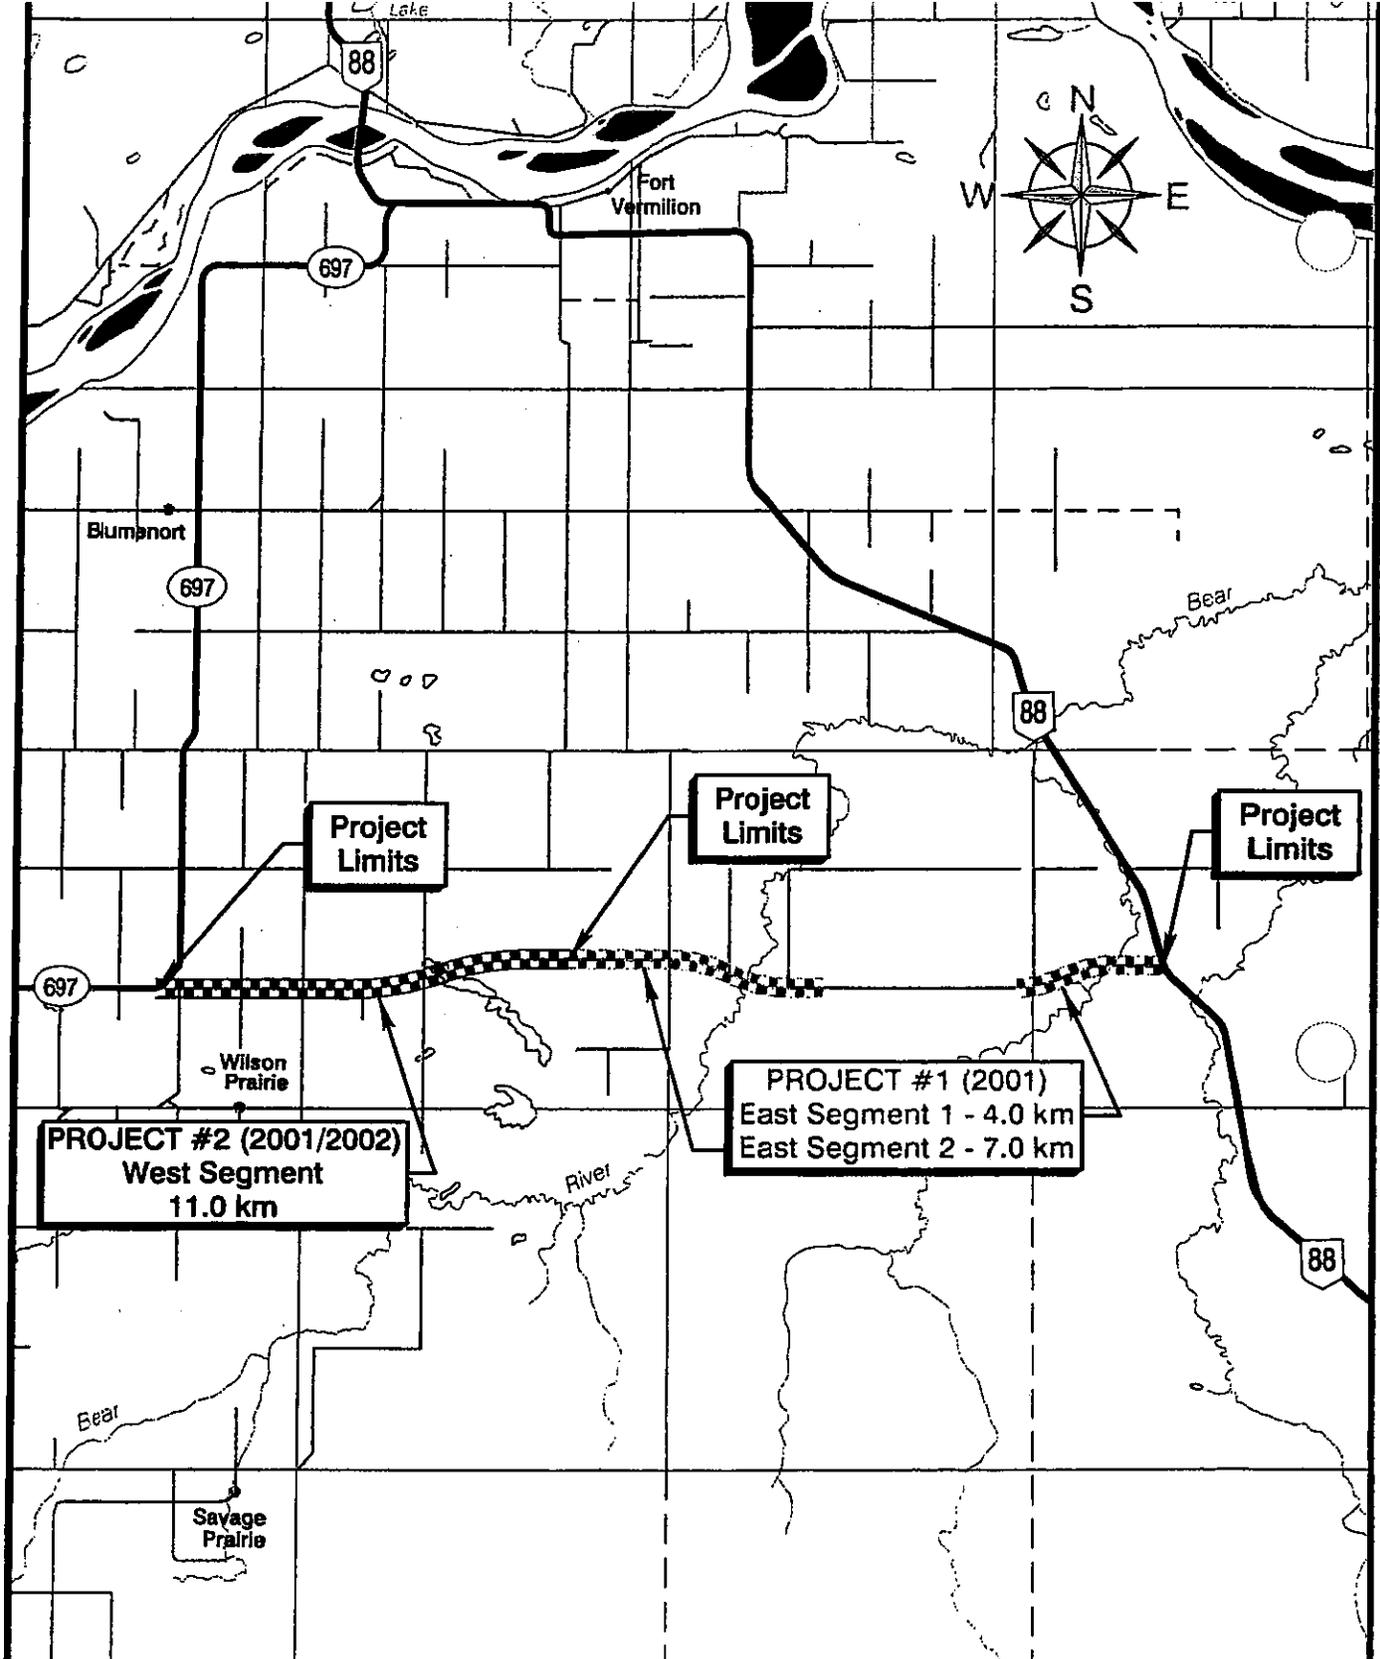 Lake
88
N
W
E
S
Fort
Vermilion
697
Blumenort
697
Bear
88
Project
Limits
Project
Limits
Project
Limits
697
Wilson
Prairie
PROJECT #1 (2001)
East Segment 1 - 4.0 km
East Segment 2 - 7.0 km
PROJECT #2 (2001/2002)
West Segment
11.0 km
River
88
Bear
Savage
Prairie